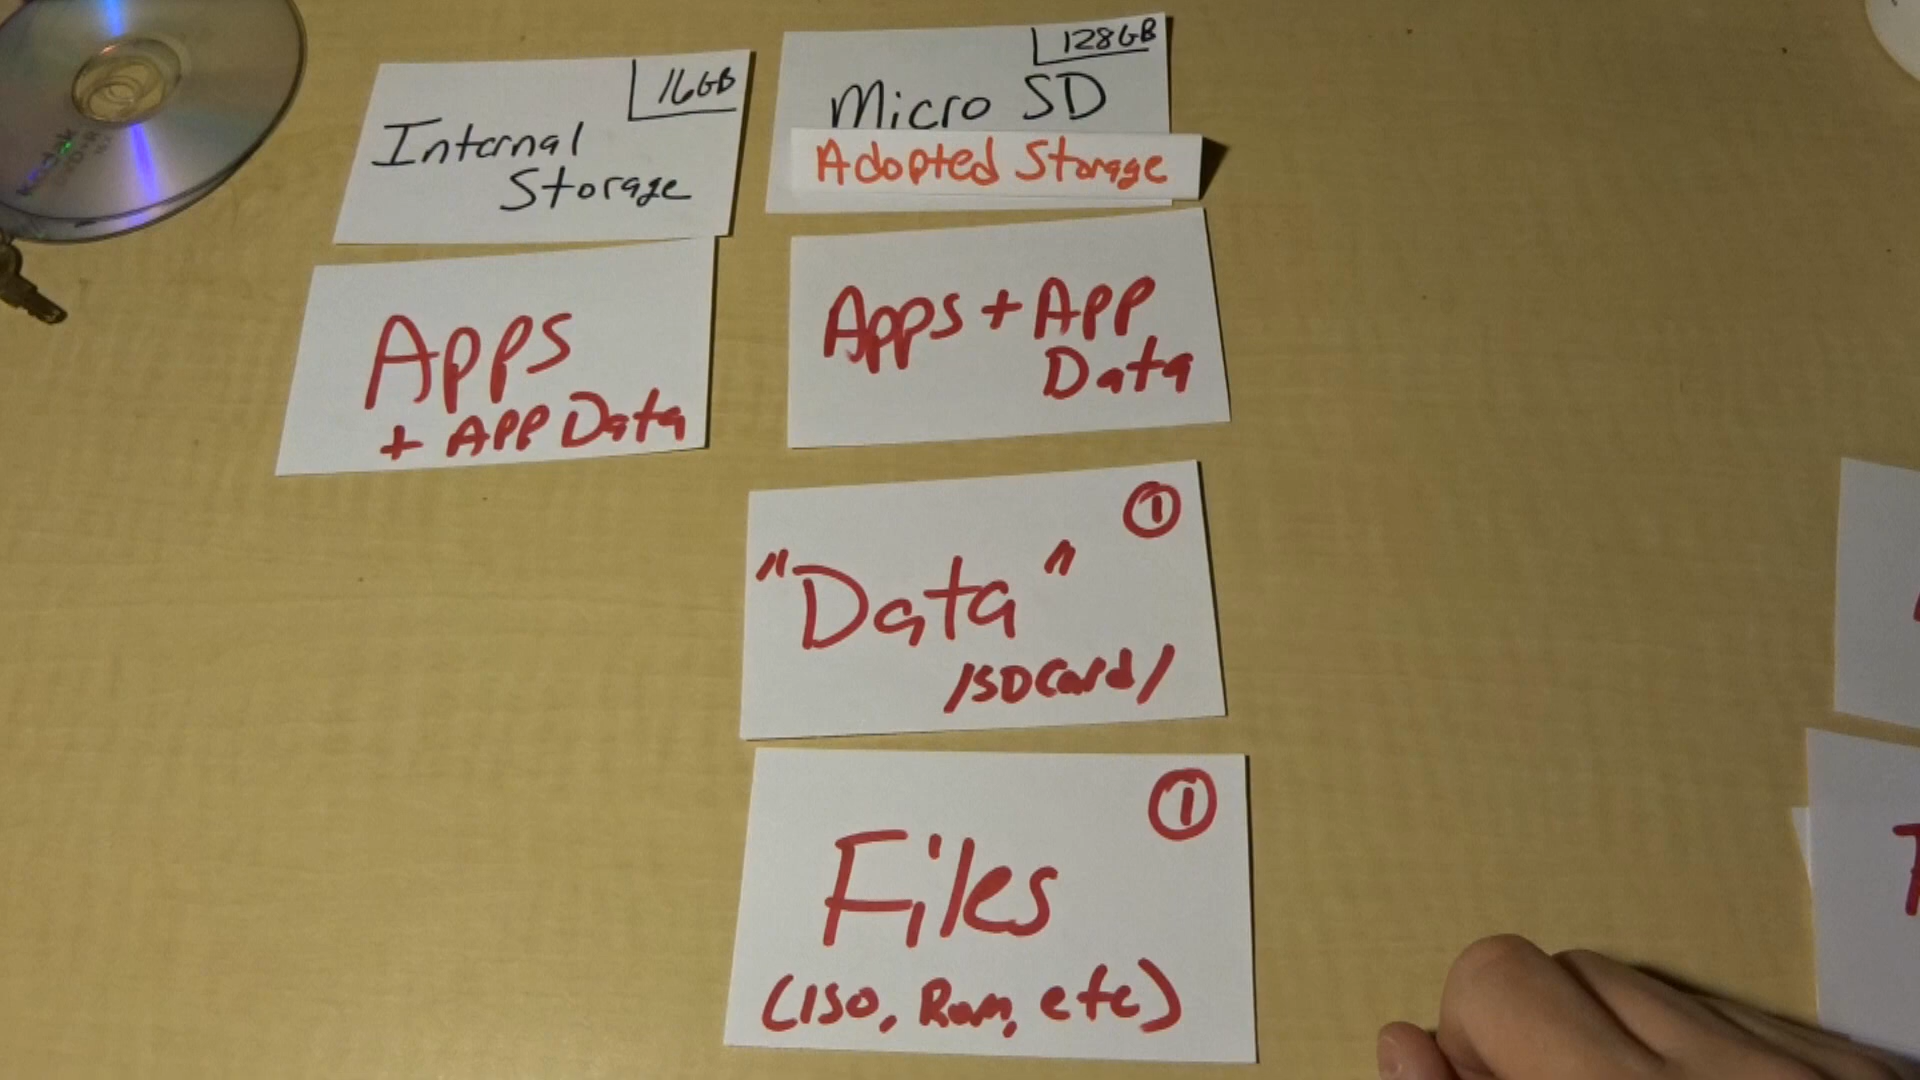 16GB
Internal
Storage
128GB
Micro SD
Adopted Storage
Apps
+ APP Data
Apps + APP
Data
1
"Data"
/SDCard/
1
Files
(ISO, Rom, etc)